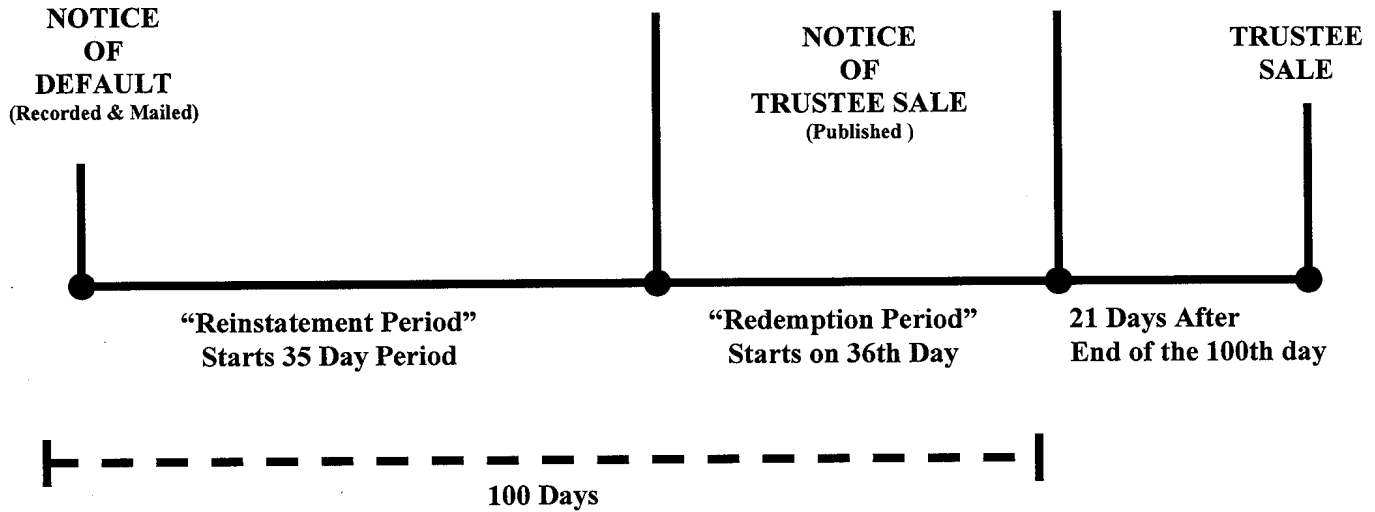 NOTICE
OF
DEFAULT
(Recorded & Mailed)
NOTICE
OF
TRUSTEE SALE
(Published )
TRUSTEE
SALE
“Reinstatement Period”
Starts 35 Day Period
“Redemption Period”
Starts on 36th Day
21 Days After
End of the 100th day
100 Days